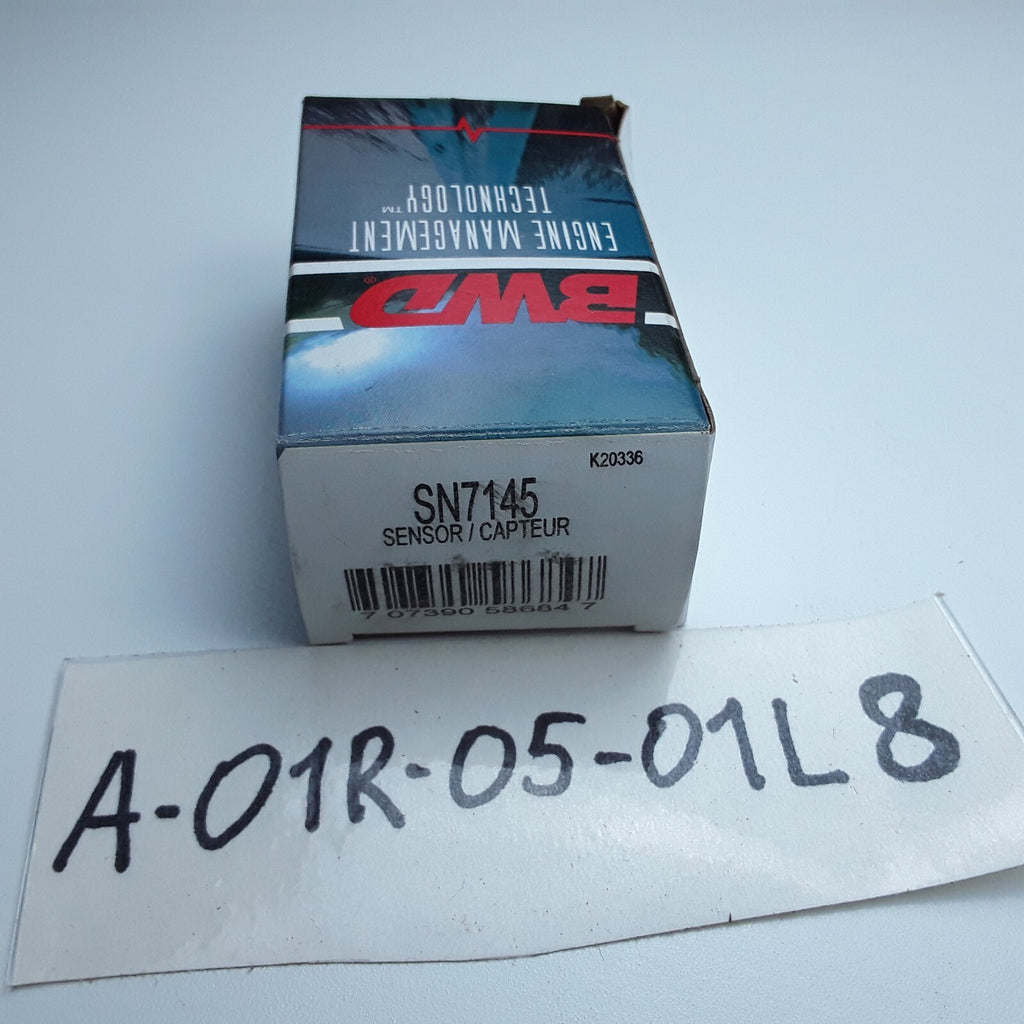 ENGINE MANAGEMENT
TECHNOLOGY™
BWD®
K20336
SN7145
SENSOR / CAPTEUR
7 07390 58684 7
A-01R-05-01L8